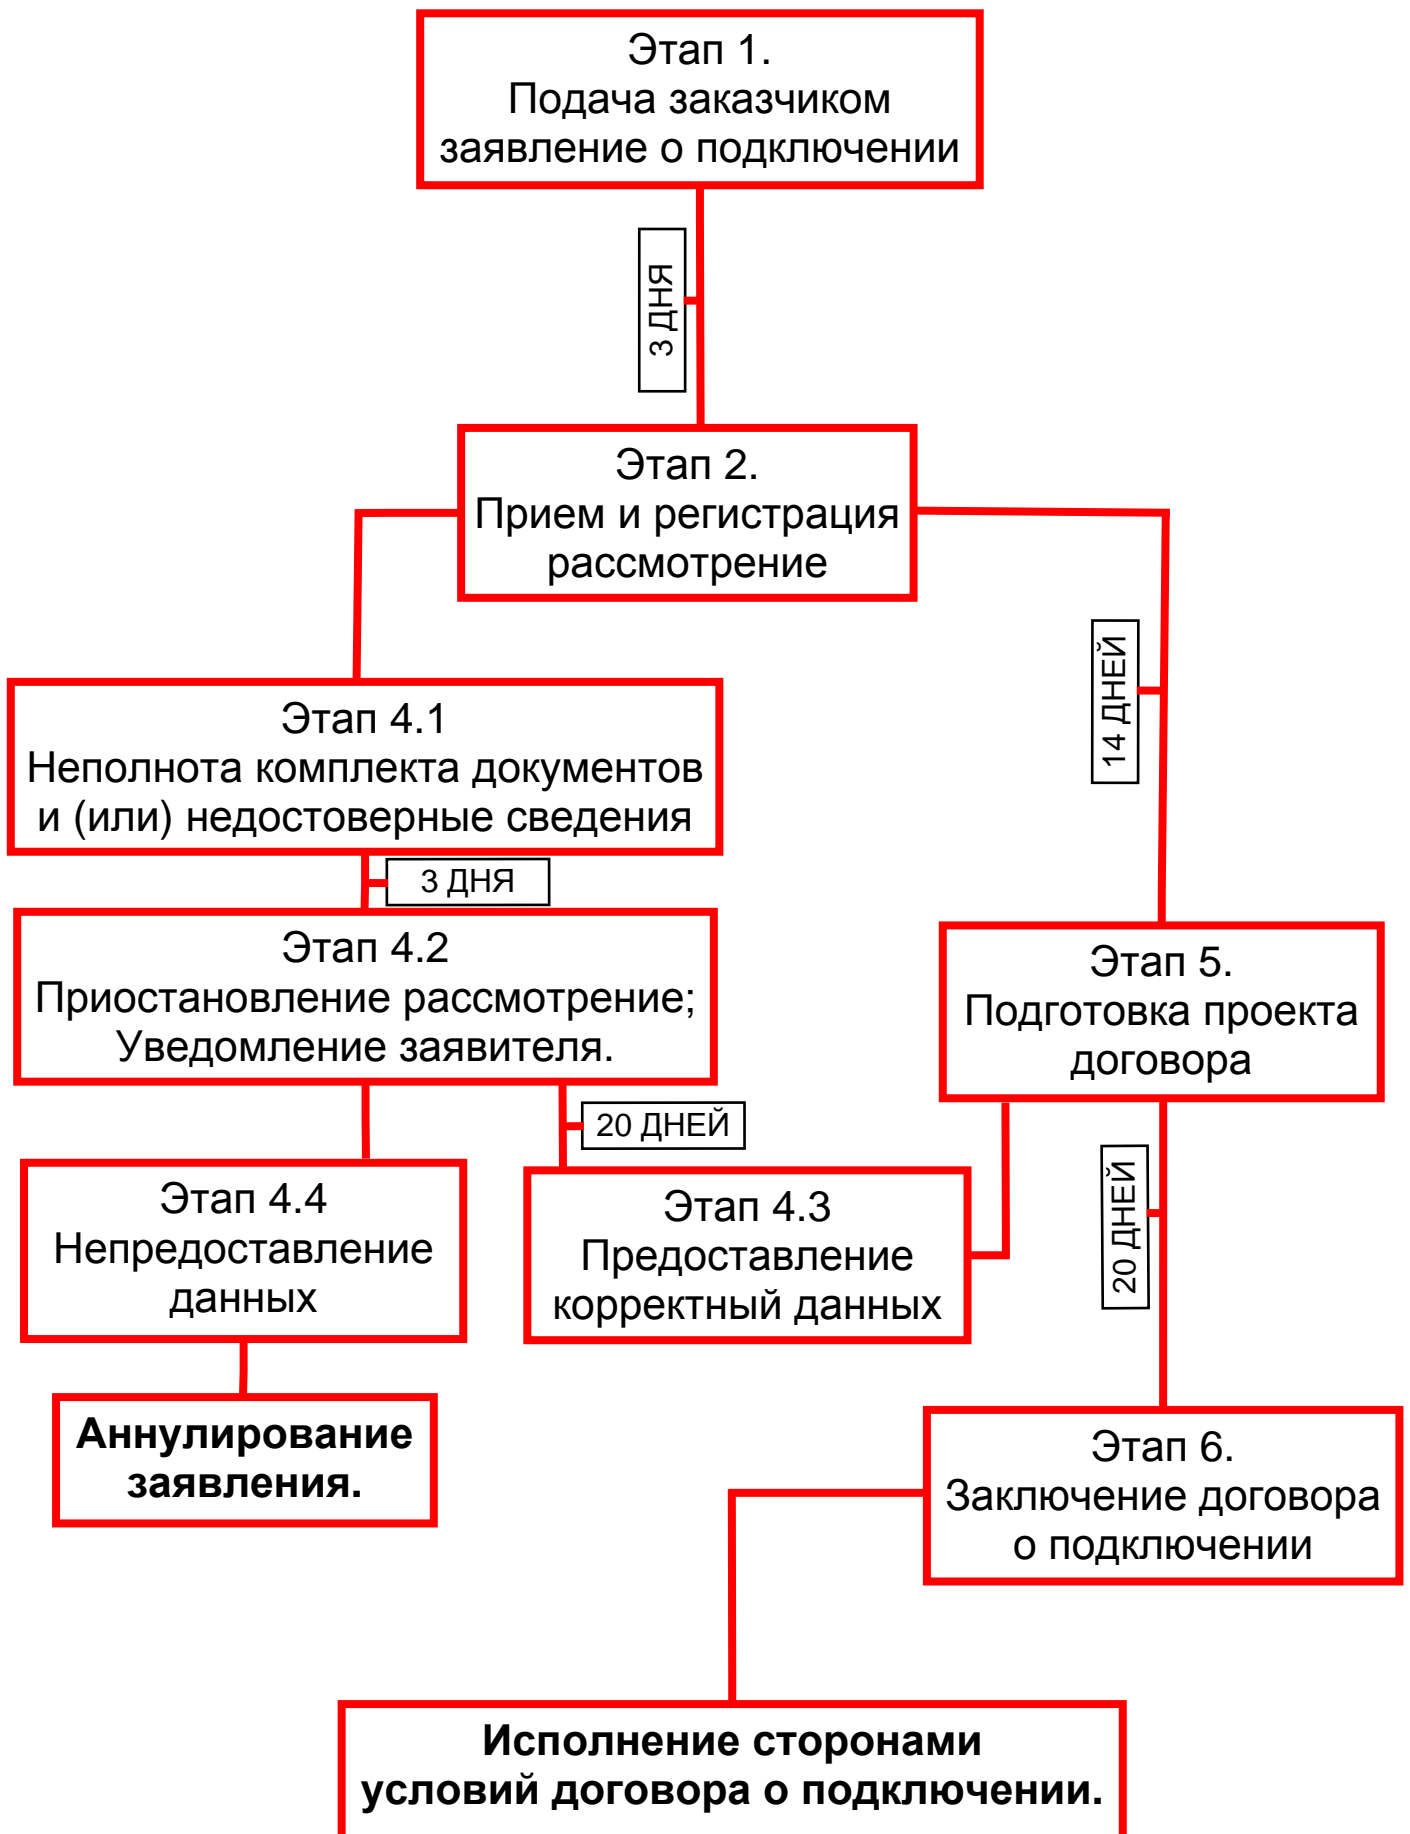 Этап 1.
Подача заказчиком
заявление о подключении
3 ДНЯ
Этап 2.
Прием и регистрация
рассмотрение
14 ДНЕЙ
Этап 4.1
Неполнота комплекта документов
и (или) недостоверные сведения
3 ДНЯ
Этап 4.2
Приостановление рассмотрение;
Уведомление заявителя.
Этап 5.
Подготовка проекта
договора
20 ДНЕЙ
20 ДНЕЙ
Этап 4.4
Непредоставление
данных
Этап 4.3
Предоставление
корректный данных
Аннулирование
заявления.
Этап 6.
Заключение договора
о подключении
Исполнение сторонами
условий договора о подключении.